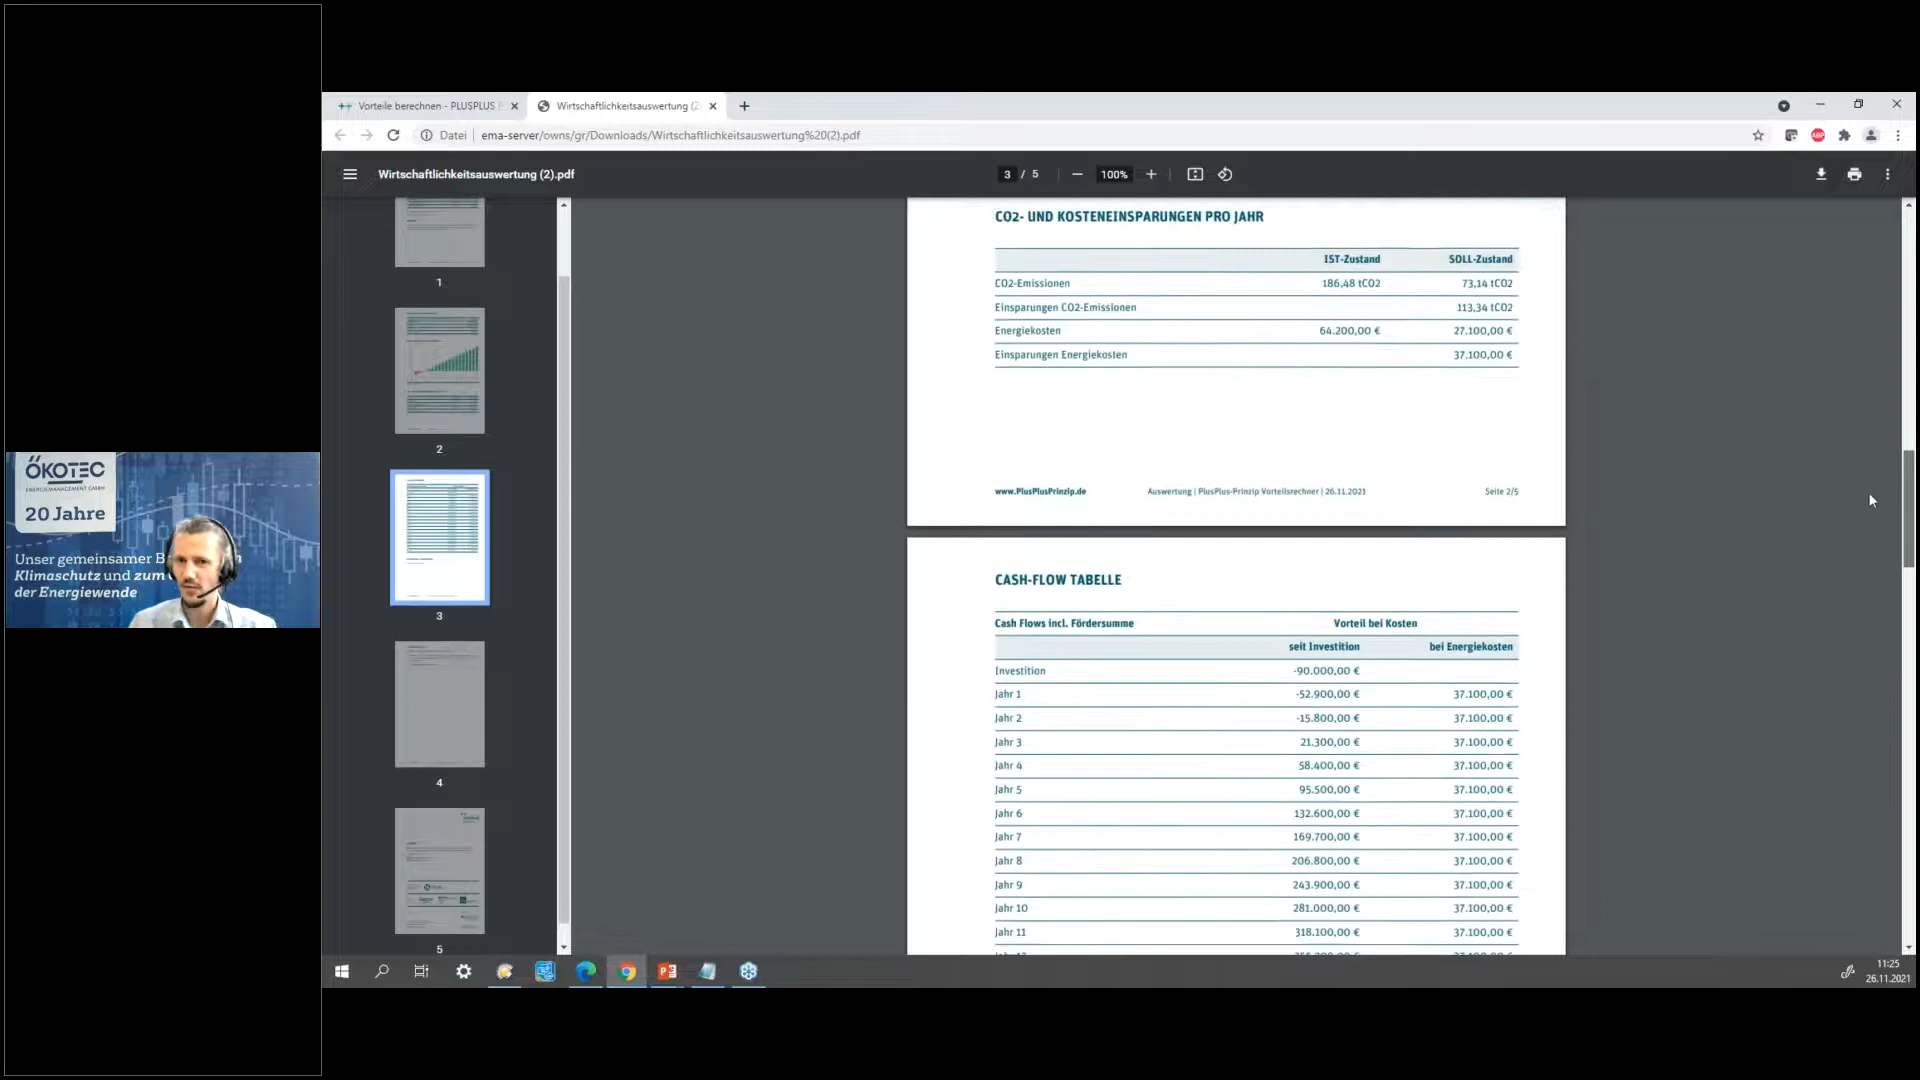 ÖKOTEC
ENERGIEMANAGEMENT GMBH
20 Jahre
Unser gemeinsamer
Klimaschutz und zum
der Energiewende
Vorteile berechnen - PLUSPLUS
Wirtschaftlichkeitsauswertung (2
Datei ema-server/owns/gr/Downloads/Wirtschaftlichkeitsauswertung%20(2).pdf
ABP
Wirtschaftlichkeitsauswertung (2).pdf
3 / 5
100%
1
2
3
4
5
CO2- UND KOSTENEINSPARUNGEN PRO JAHR
IST-Zustand SOLL-Zustand
CO2-Emissionen 186,48 tCO2 73,14 tCO2
Einsparungen CO2-Emissionen 113,34 tCO2
Energiekosten 64.200,00 € 27.100,00 €
Einsparungen Energiekosten 37.100,00 €
www.PlusPlusPrinzip.de Auswertung | PlusPlus-Prinzip Vorteilsrechner | 26.11.2021 Seite 2/5
CASH-FLOW TABELLE
Cash Flows incl. Fördersumme Vorteil bei Kosten
seit Investition bei Energiekosten
Investition -90.000,00 €
Jahr 1 -52.900,00 € 37.100,00 €
Jahr 2 -15.800,00 € 37.100,00 €
Jahr 3 21.300,00 € 37.100,00 €
Jahr 4 58.400,00 € 37.100,00 €
Jahr 5 95.500,00 € 37.100,00 €
Jahr 6 132.600,00 € 37.100,00 €
Jahr 7 169.700,00 € 37.100,00 €
Jahr 8 206.800,00 € 37.100,00 €
Jahr 9 243.900,00 € 37.100,00 €
Jahr 10 281.000,00 € 37.100,00 €
Jahr 11 318.100,00 € 37.100,00 €
11:25
26.11.2021